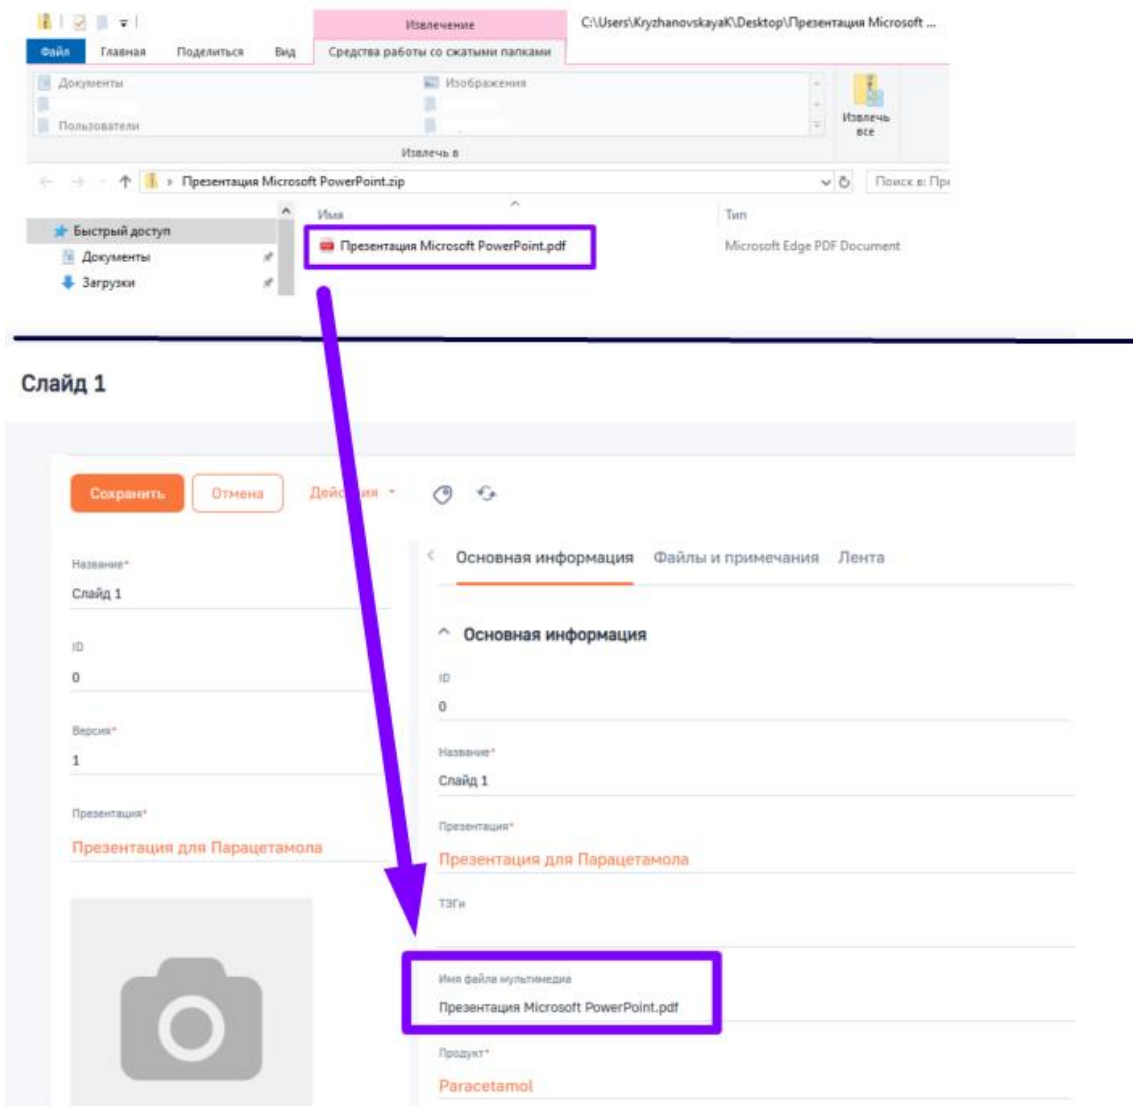 Извлечение
C:\Users\KryzhanovskayaK\Desktop\Презентация Microsoft ...
Файл Главная Поделиться Вид Средства работы со сжатыми папками
Документы Изображения
Пользователи
Извлечь все
Извлечь в
Презентация Microsoft PowerPoint.zip
Поиск в: Пре
Имя Тип
Быстрый доступ
Презентация Microsoft PowerPoint.pdf Microsoft Edge PDF Document
Документы
Загрузки
Слайд 1
Сохранить Отмена Действия
Основная информация Файлы и примечания Лента
Название*
Слайд 1
ID
0
Версия*
1
Презентация*
Презентация для Парацетамола
Основная информация
ID
0
Название*
Слайд 1
Презентация*
Презентация для Парацетамола
ТЭГи
Имя файла мультимедиа
Презентация Microsoft PowerPoint.pdf
Продукт*
Paracetamol